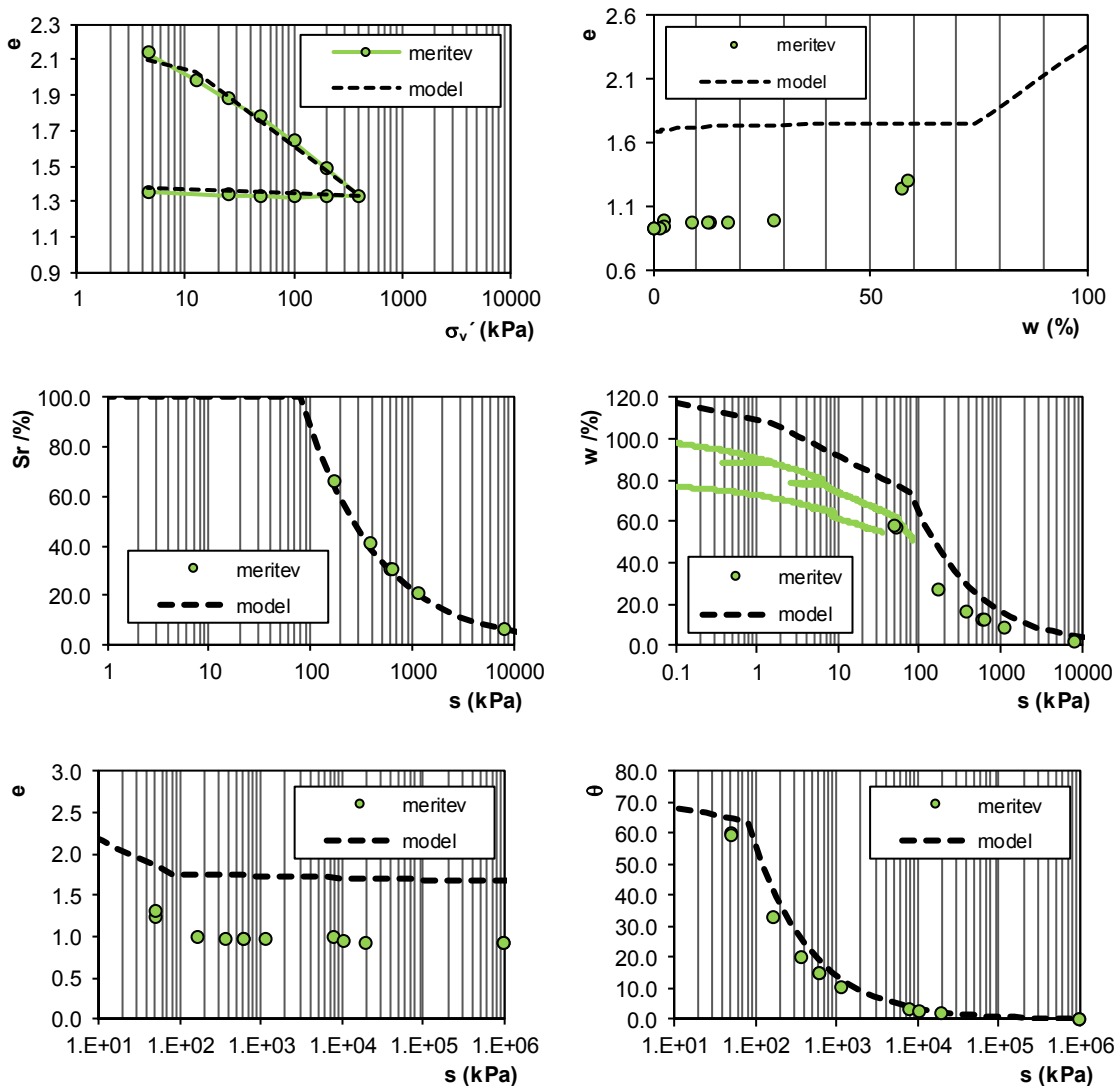 e
2.3
2.1
1.9
1.7
1.5
1.3
1.1
0.9
1 10 100 1000 10000
σv´ (kPa)
meritev
model
e
2.6
2.1
1.6
1.1
0.6
0 50 100
w (%)
meritev
model
Sr /%)
100.0
80.0
60.0
40.0
20.0
0.0
1 10 100 1000 10000
s (kPa)
meritev
model
w /%)
120.0
100.0
80.0
60.0
40.0
20.0
0.0
0.1 1 10 100 1000 10000
s (kPa)
meritev
model
e
3.0
2.5
2.0
1.5
1.0
0.5
0.0
1.E+01 1.E+02 1.E+03 1.E+04 1.E+05 1.E+06
s (kPa)
meritev
model
θ
80.0
70.0
60.0
50.0
40.0
30.0
20.0
10.0
0.0
1.E+01 1.E+02 1.E+03 1.E+04 1.E+05 1.E+06
s (kPa)
meritev
model